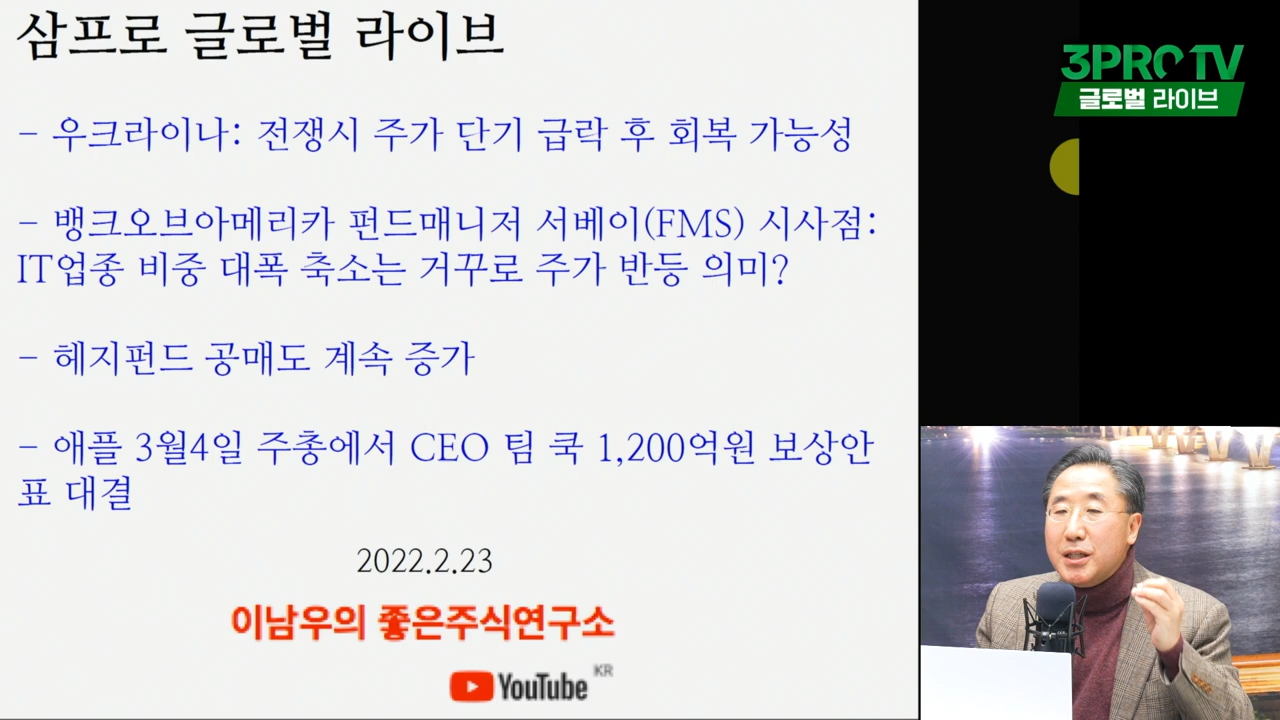 삼프로 글로벌 라이브
- 우크라이나: 전쟁시 주가 단기 급락 후 회복 가능성
- 뱅크오브아메리카 펀드매니저 서베이(FMS) 시사점:
IT업종 비중 대폭 축소는 거꾸로 주가 반등 의미?
- 헤지펀드 공매도 계속 증가
- 애플 3월4일 주총에서 CEO 팀 쿡 1,200억원 보상안
표 대결
2022.2.23
이남우의 좋은주식연구소
YouTube KR
3PRO TV
글로벌 라이브